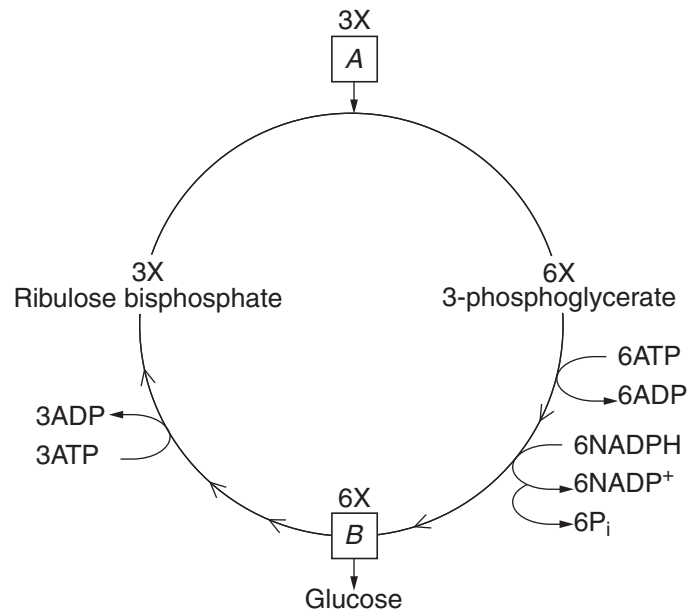 3X
A
3X
Ribulose bisphosphate
6X
3-phosphoglycerate
6ATP
6ADP
3ADP
3ATP
6NADPH
6NADP⁺
6Pᵢ
6X
B
Glucose